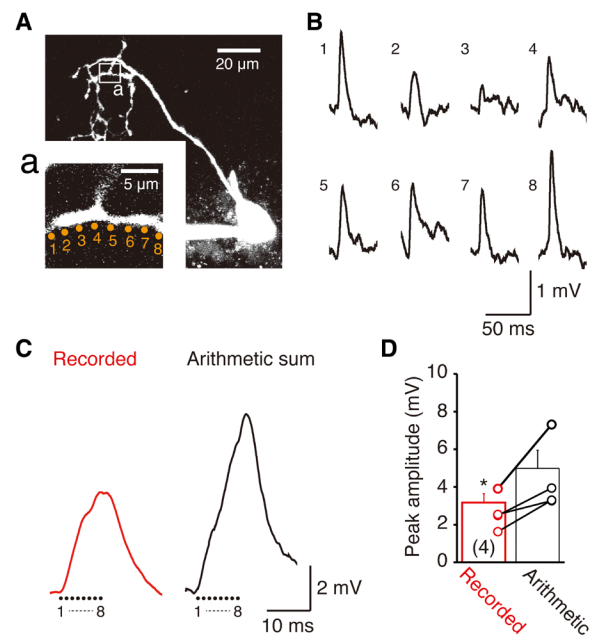 A
20 µm
a
a
5 µm
1 2 3 4 5 6 7 8
B
1 2 3 4
5 6 7 8
1 mV
50 ms
C
Recorded
Arithmetic sum
1 8
1 8
2 mV
10 ms
D
Peak amplitude (mV)
10
8
6
4
2
0
*
(4)
Recorded
Arithmetic